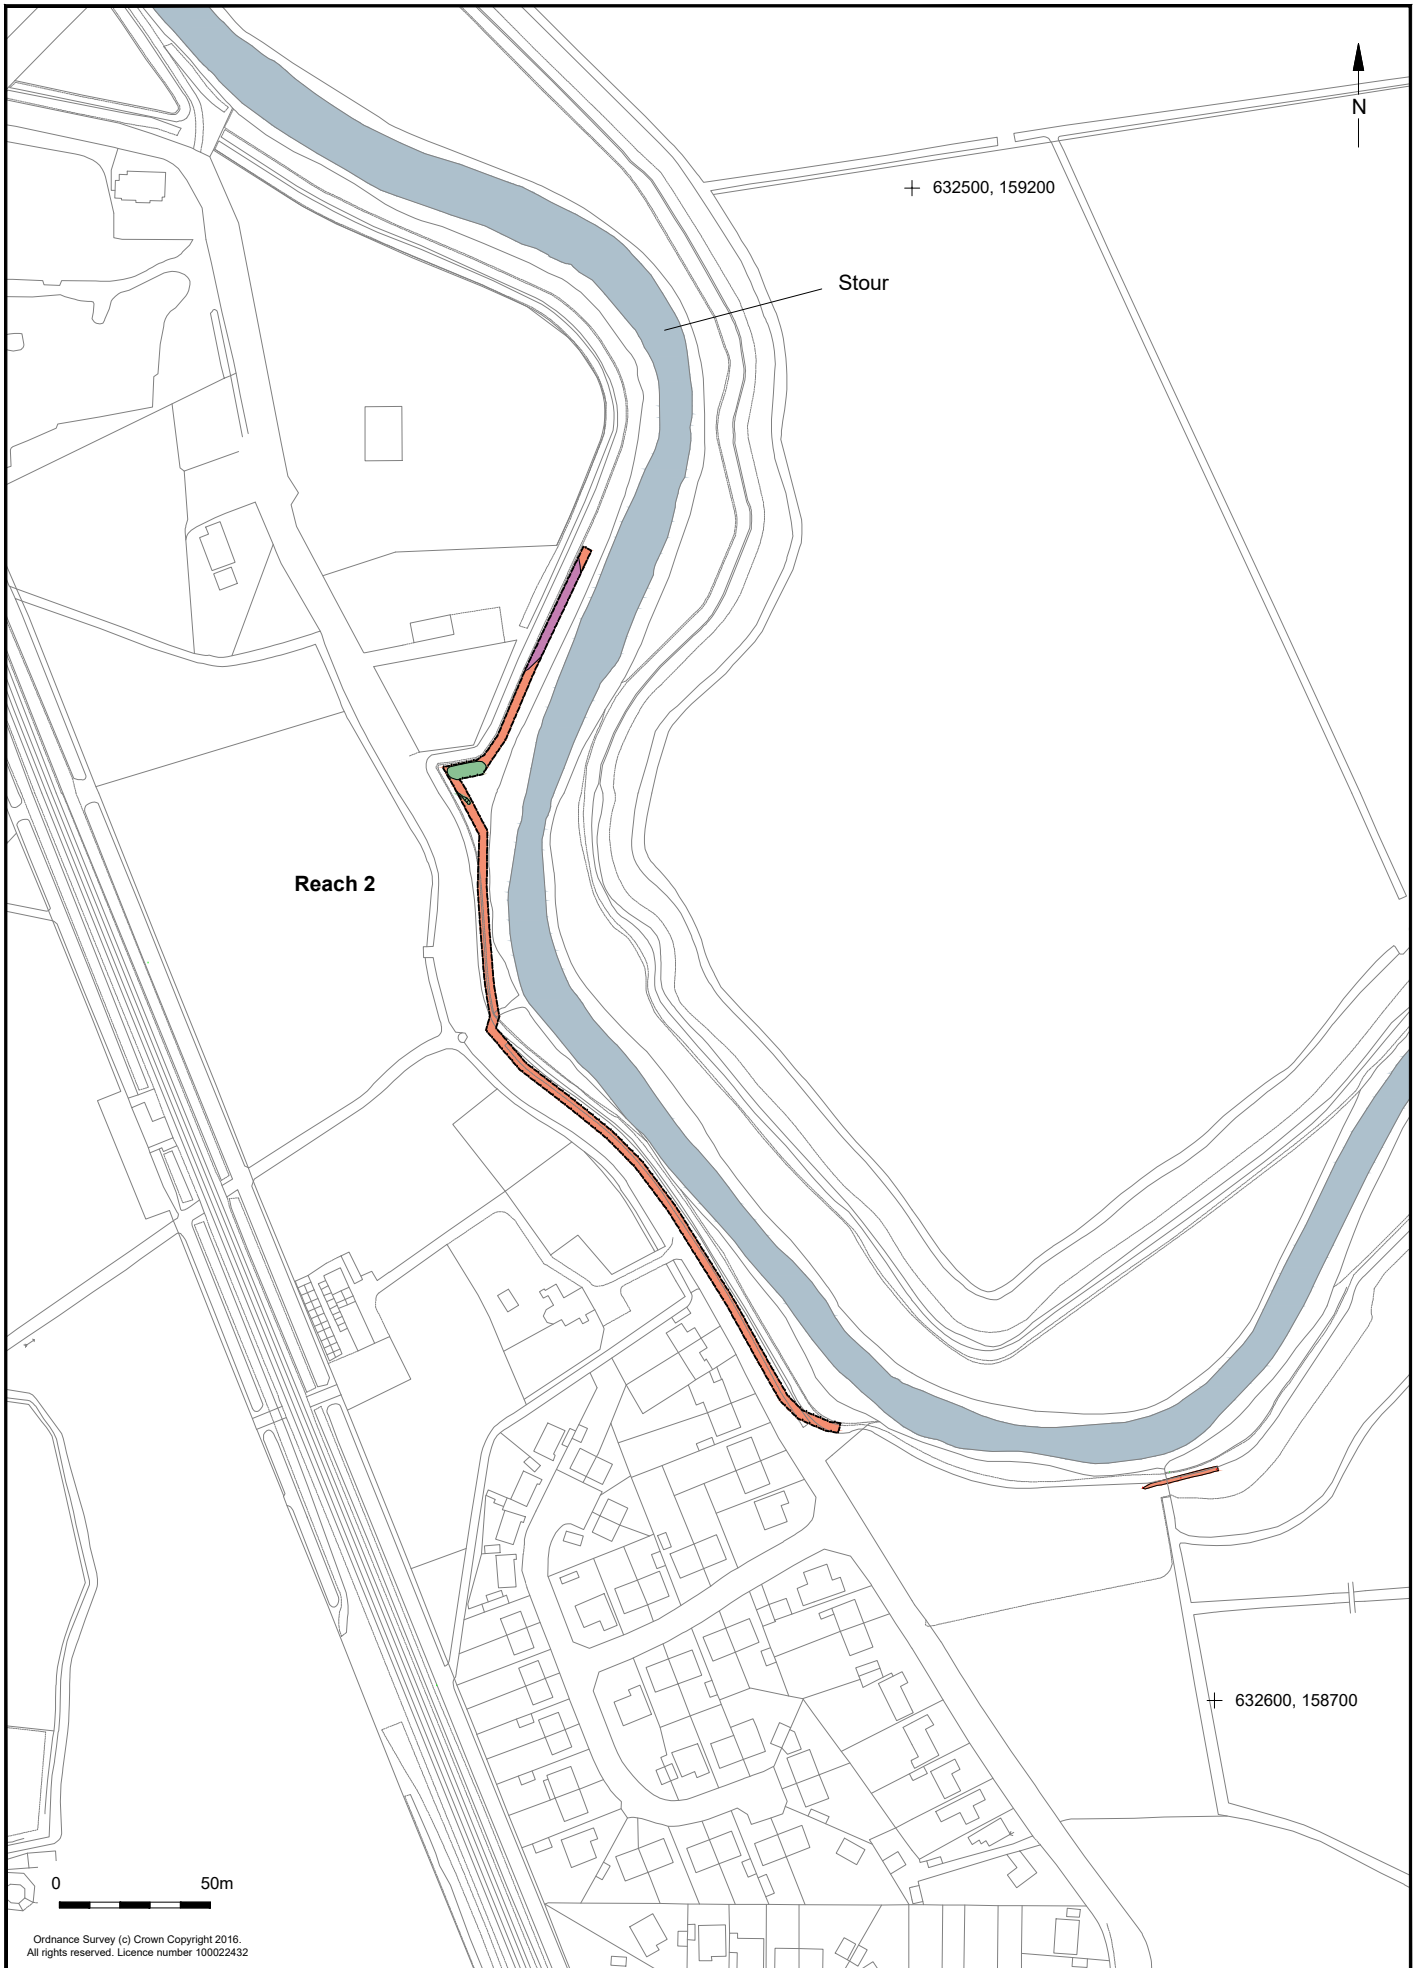 N
632500, 159200
Stour
Reach 2
632600, 158700
0 50m
Ordnance Survey (c) Crown Copyright 2016.
All rights reserved. Licence number 100022432